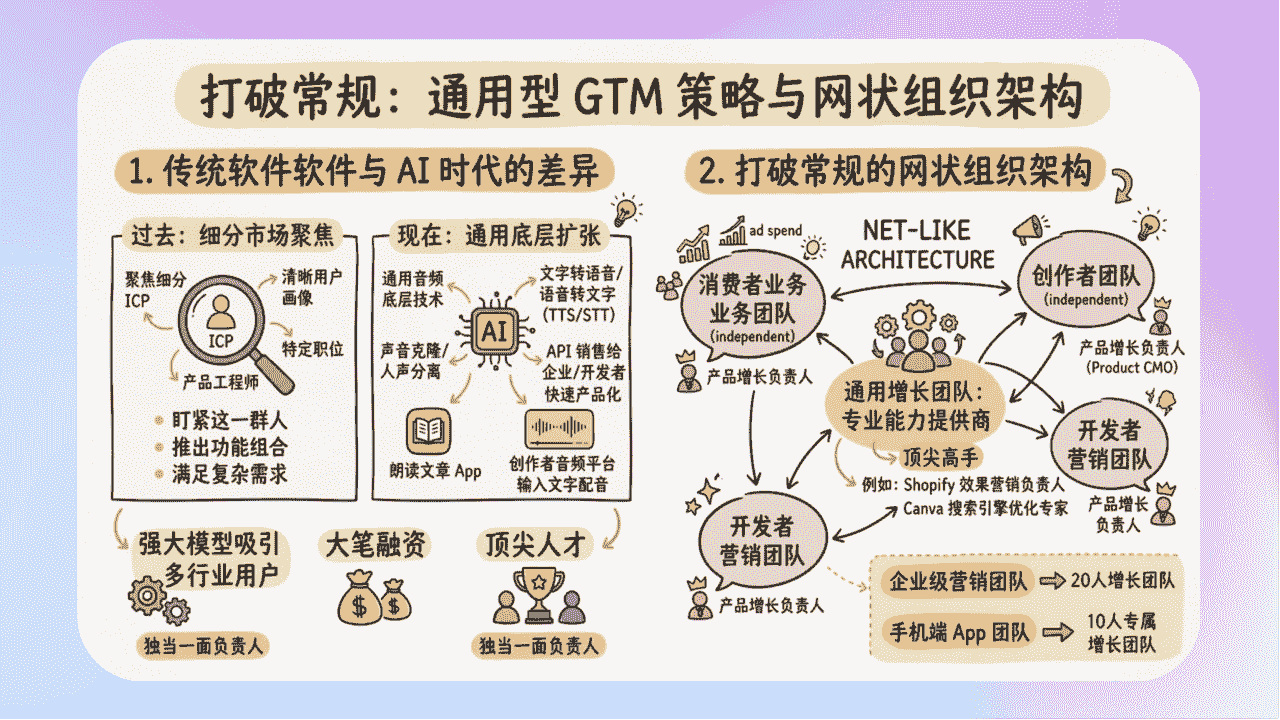 打破常规：通用型 GTM 策略与网状组织架构
1. 传统软件软件与 AI 时代的差异
过去：细分市场聚焦
聚焦细分
ICP
清晰用户
画像
ICP
特定职位
产品工程师
盯紧这一群人
推出功能组合
满足复杂需求
现在：通用底层扩张
通用音频
底层技术
文字转语音/
语音转文字
(TTS/STT)
AI
声音克隆/
人声分离
API 销售给
企业/开发者
快速产品化
朗读文章 App
创作者音频平台
输入文字配音
强大模型吸引
多行业用户
独当一面负责人
大笔融资
$
$
顶尖人才
独当一面负责人
2. 打破常规的网状组织架构
ad spend
NET-LIKE
ARCHITECTURE
消费者业务
业务团队
(independent)
产品增长负责人
创作者团队
(independent)
产品增长负责人
(Product CMO)
通用增长团队：
专业能力提供商
顶尖高手
例如：Shopify 效果营销负责人
Canva 搜索引擎优化专家
开发者
营销团队
产品增长
负责人
开发者
营销团队
产品增长负责人
企业级营销团队
20人增长团队
手机端 App 团队
10人专属
增长团队